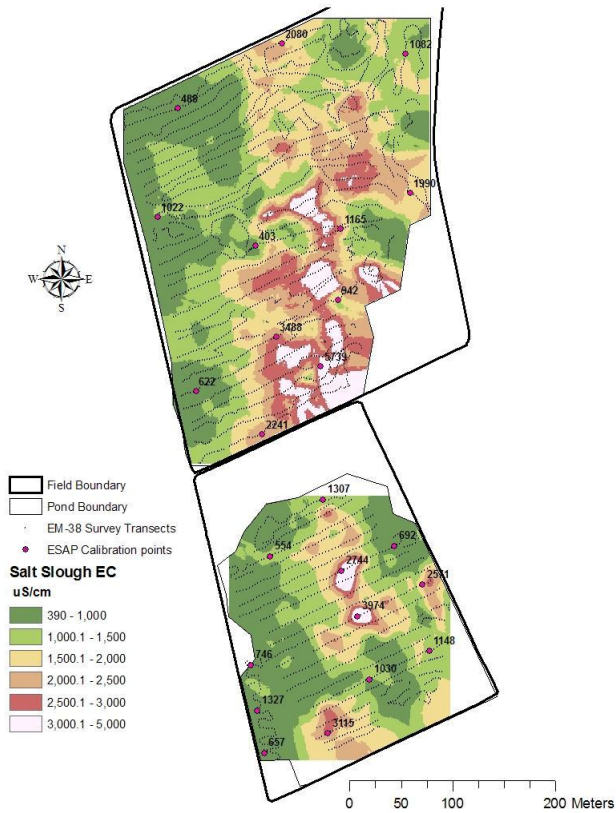 2080
1082
488
1990
1022
1165
403
942
3488
5739
622
2241
N
W E
S
Field Boundary
Pond Boundary
EM-38 Survey Transects
ESAP Calibration points
Salt Slough EC
uS/cm
390 - 1,000
1,000.1 - 1,500
1,500.1 - 2,000
2,000.1 - 2,500
2,500.1 - 3,000
3,000.1 - 5,000
1307
692
554
2744
3974
1148
746
1030
1327
3115
657
0 50 100 200 Meters